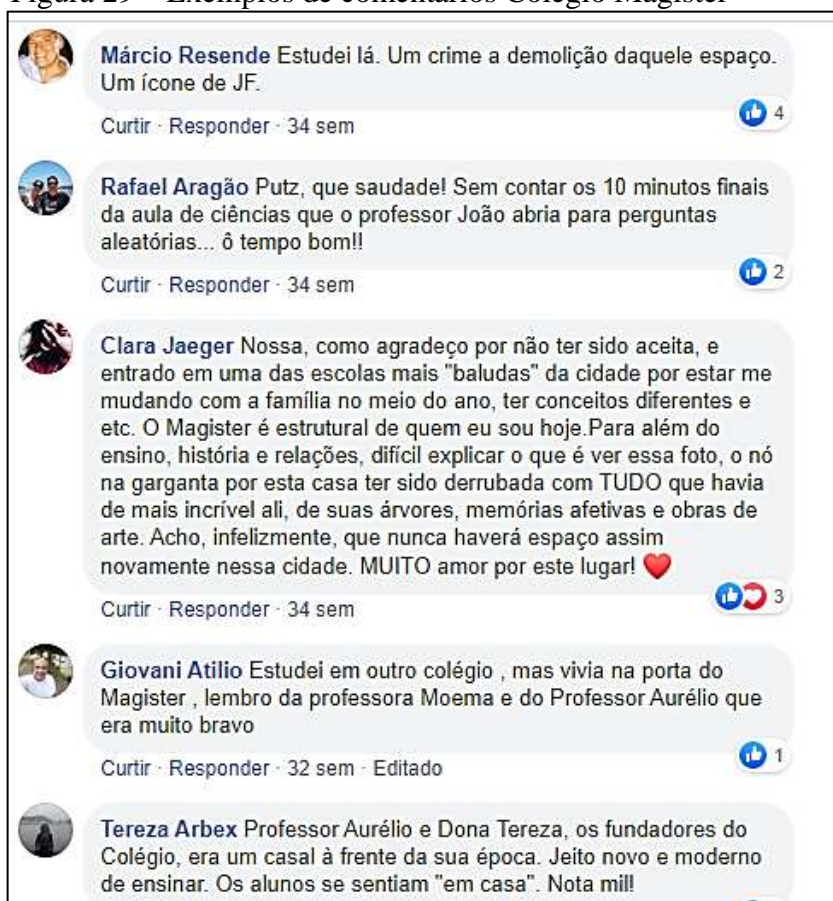 Figura 29 – Exemplos de comentários Colégio Magister
Márcio Resende Estudei lá. Um crime a demolição daquele espaço.
Um ícone de JF.
4
Curtir · Responder · 34 sem
Rafael Aragão Putz, que saudade! Sem contar os 10 minutos finais
da aula de ciências que o professor João abria para perguntas
aleatórias... ô tempo bom!!
2
Curtir · Responder · 34 sem
Clara Jaeger Nossa, como agradeço por não ter sido aceita, e
entrado em uma das escolas mais "baludas" da cidade por estar me
mudando com a família no meio do ano, ter conceitos diferentes e
etc. O Magister é estrutural de quem eu sou hoje.Para além do
ensino, história e relações, difícil explicar o que é ver essa foto, o nó
na garganta por esta casa ter sido derrubada com TUDO que havia
de mais incrível ali, de suas árvores, memórias afetivas e obras de
arte. Acho, infelizmente, que nunca haverá espaço assim
novamente nessa cidade. MUITO amor por este lugar! ❤️
3
Curtir · Responder · 34 sem
Giovani Atilio Estudei em outro colégio , mas vivia na porta do
Magister , lembro da professora Moema e do Professor Aurélio que
era muito bravo
1
Curtir · Responder · 32 sem · Editado
Tereza Arbex Professor Aurélio e Dona Tereza, os fundadores do
Colégio, era um casal à frente da sua época. Jeito novo e moderno
de ensinar. Os alunos se sentiam "em casa". Nota mil!